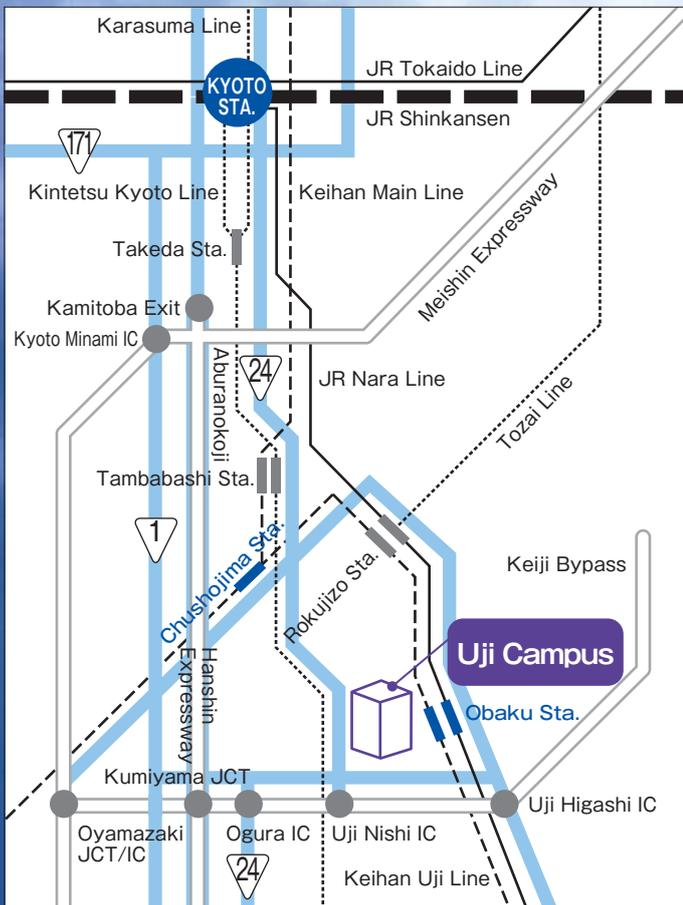 Karasuma Line
KYOTO
STA.
JR Tokaido Line
JR Shinkansen
171
Kintetsu Kyoto Line
Keihan Main Line
Takeda Sta.
Meishin Expressway
Kamitoba Exit
Kyoto Minami IC
Aburanokoji
24
JR Nara Line
Tozai Line
Tambabashi Sta.
1
Chushojima Sta.
Rokujizo Sta.
Keiji Bypass
Uji Campus
Hanshin
Expressway
Obaku Sta.
Kumiyama JCT
Oyamazaki
JCT/IC
Ogura IC
Uji Nishi IC
Uji Higashi IC
24
Keihan Uji Line